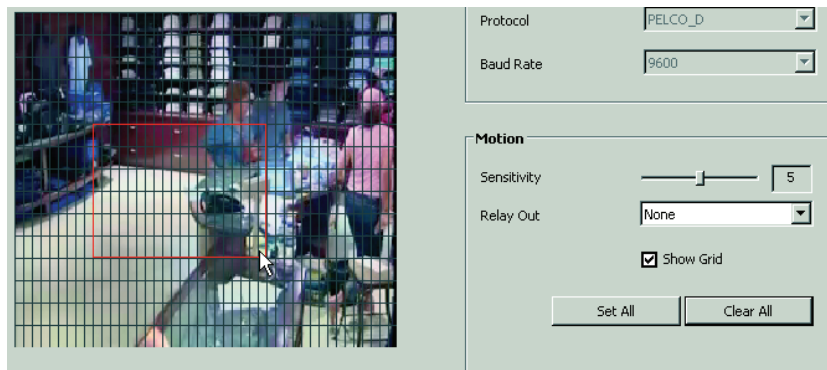 Protocol PELCO_D
Baud Rate 9600
Motion
Sensitivity 5
Relay Out None
Show Grid
Set All Clear All